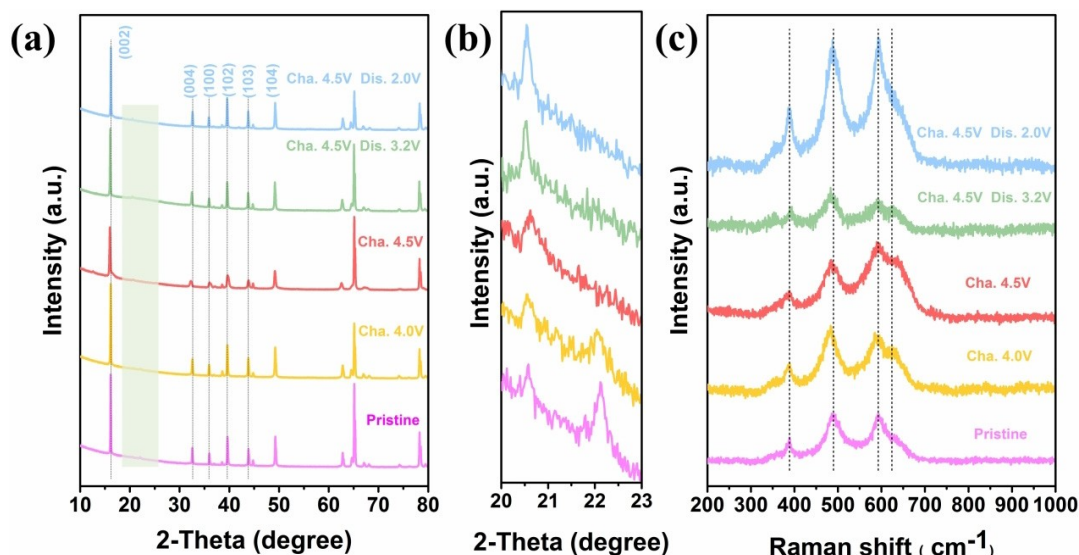 (a)
(002)
(004)
(100)
(102)
(103)
(104)
Cha. 4.5V Dis. 2.0V
Cha. 4.5V Dis. 3.2V
Cha. 4.5V
Cha. 4.0V
Pristine
Intensity (a.u.)
10 20 30 40 50 60 70 80
2-Theta (degree)
(b)
Intensity (a.u.)
20 21 22 23
2-Theta (degree)
(c)
Cha. 4.5V Dis. 2.0V
Cha. 4.5V Dis. 3.2V
Cha. 4.5V
Cha. 4.0V
Pristine
Intensity (a.u.)
200 300 400 500 600 700 800 900 1000
Raman shift ( cm-1)